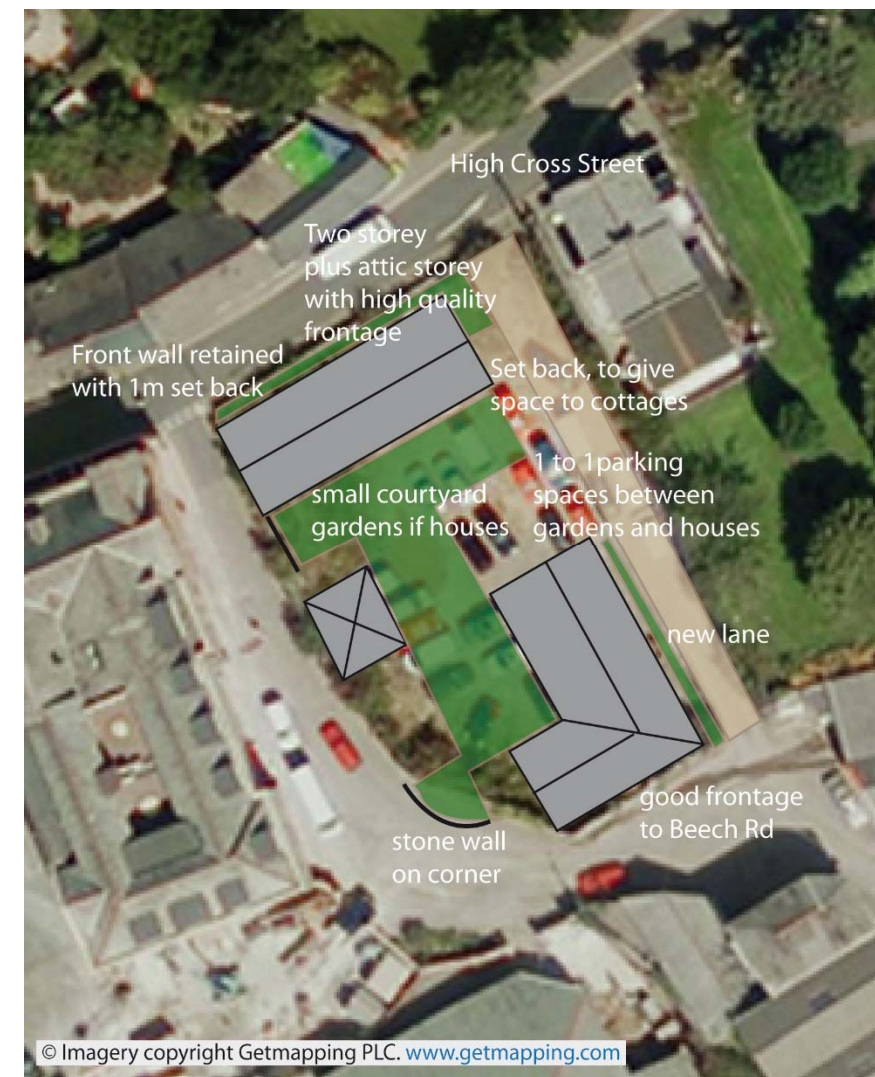 High Cross Street
Two storey
plus attic storey
with high quality
frontage
Front wall retained
with 1m set back
Set back, to give
space to cottages
1 to 1parking
spaces between
gardens and houses
small courtyard
gardens if houses
new lane
good frontage
to Beech Rd
stone wall
on corner
© Imagery copyright Getmapping PLC. www.getmapping.com